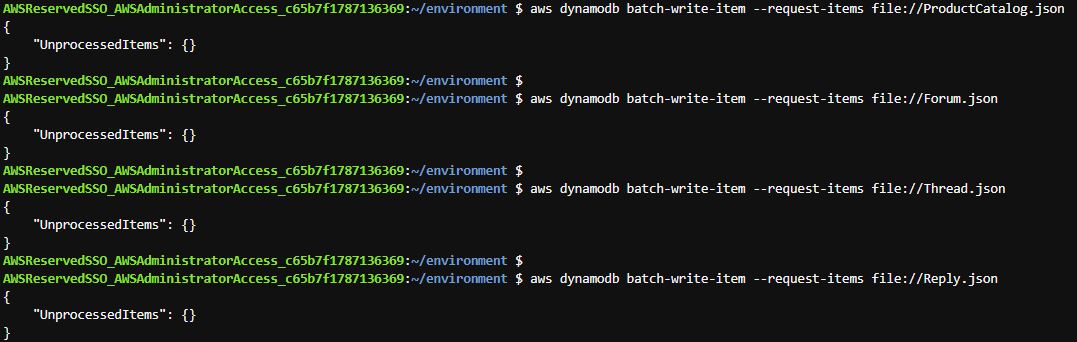 AWSReservedSSO_AWSAdministratorAccess_c65b7f1787136369:~/environment $ aws dynamodb batch-write-item --request-items file://ProductCatalog.json
{
    "UnprocessedItems": {}
}
AWSReservedSSO_AWSAdministratorAccess_c65b7f1787136369:~/environment $
AWSReservedSSO_AWSAdministratorAccess_c65b7f1787136369:~/environment $ aws dynamodb batch-write-item --request-items file://Forum.json
{
    "UnprocessedItems": {}
}
AWSReservedSSO_AWSAdministratorAccess_c65b7f1787136369:~/environment $
AWSReservedSSO_AWSAdministratorAccess_c65b7f1787136369:~/environment $ aws dynamodb batch-write-item --request-items file://Thread.json
{
    "UnprocessedItems": {}
}
AWSReservedSSO_AWSAdministratorAccess_c65b7f1787136369:~/environment $
AWSReservedSSO_AWSAdministratorAccess_c65b7f1787136369:~/environment $ aws dynamodb batch-write-item --request-items file://Reply.json
{
    "UnprocessedItems": {}
}